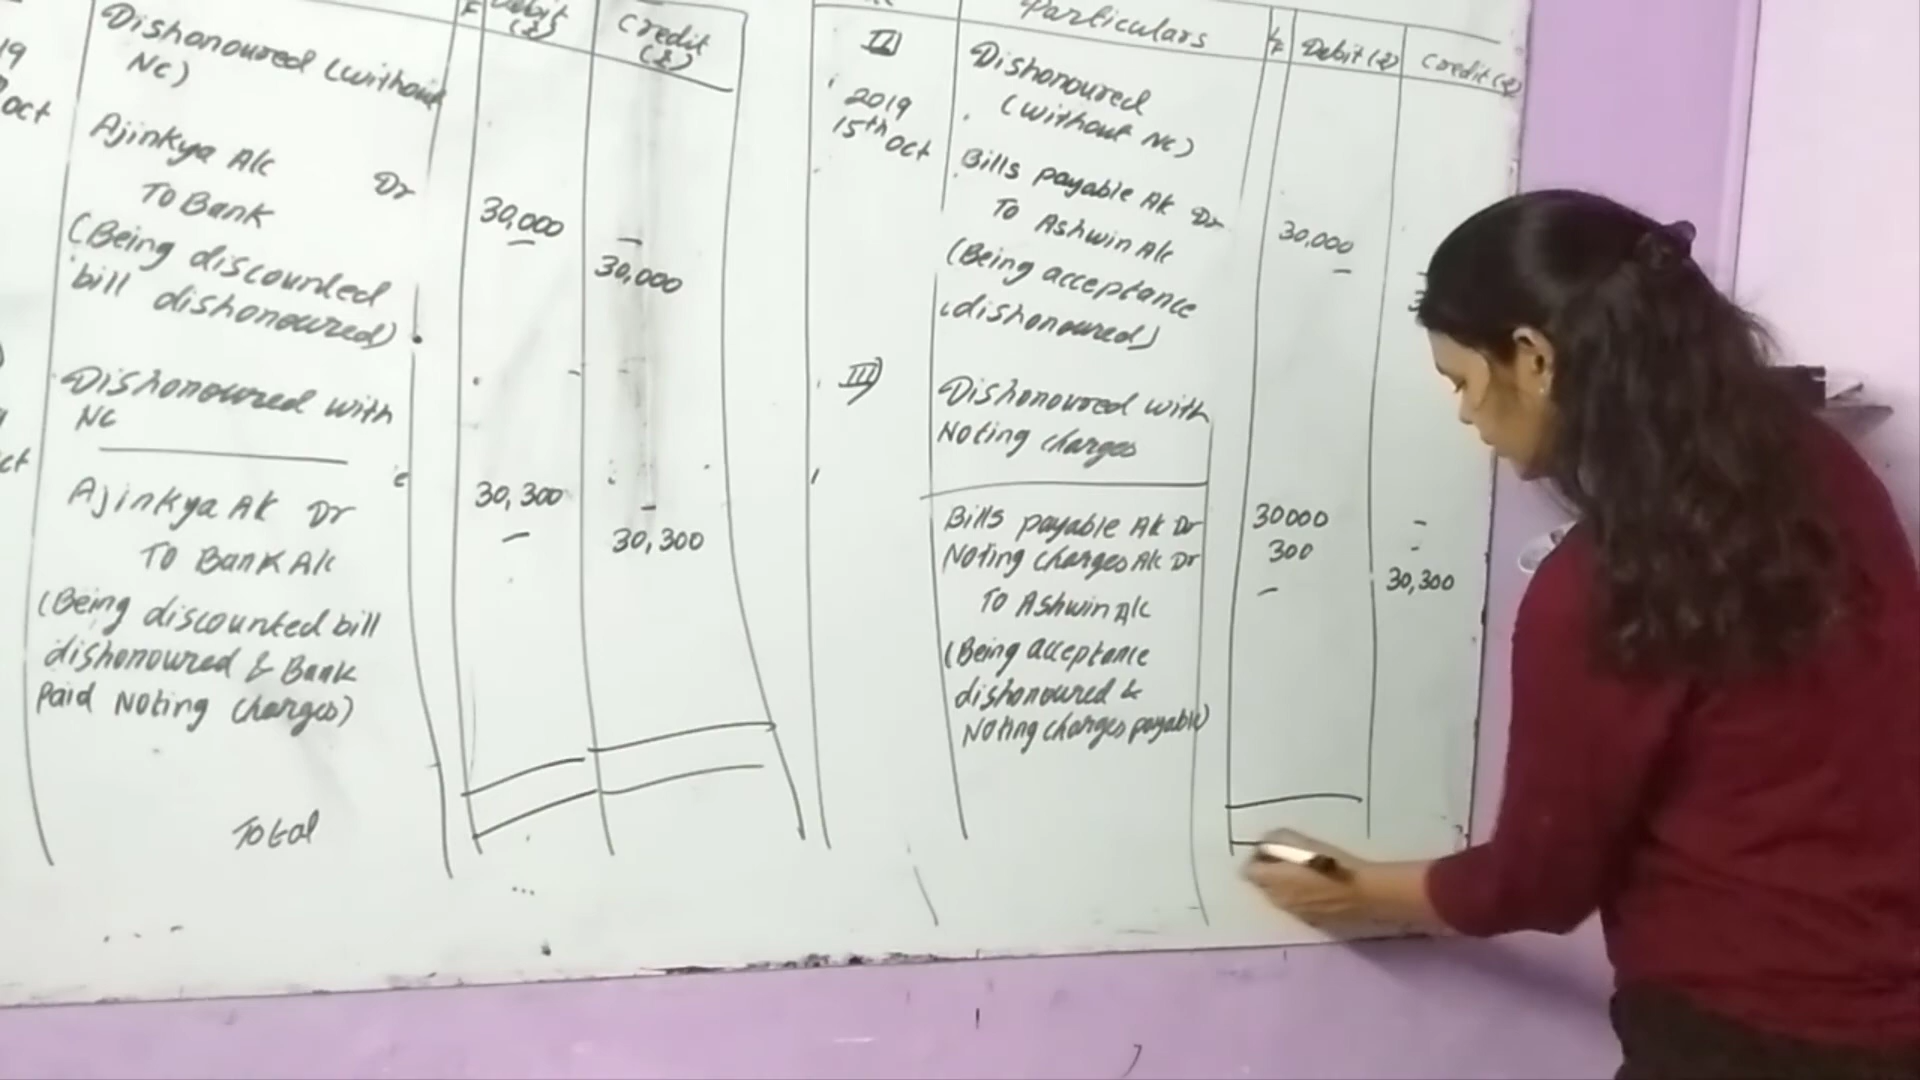 F Debit (₹) Credit (₹)
Dishonoured (without
NC)
19
oct
Ajinkya A/c Dr 30,000 -
To Bank - 30,000
(Being discounted
bill dishonoured).
Dishonoured with
NC
ct
Ajinkya A/c Dr 30,300 -
To Bank A/c - 30,300
(Being discounted bill
dishonoured & Bank
paid Noting charges)
Total
Particulars L/F Debit (₹) Credit (₹)
II)
Dishonoured
(without NC)
2019
15th Oct
Bills payable A/c Dr 30,000
To Ashwin A/c -
(Being acceptance
dishonoured)
III)
Dishonoured with
Noting charges
Bills payable A/c Dr 30000 -
Noting charges A/c Dr 300 -
To Ashwin A/c - 30,300
(Being acceptance
dishonoured &
Noting charges payable)